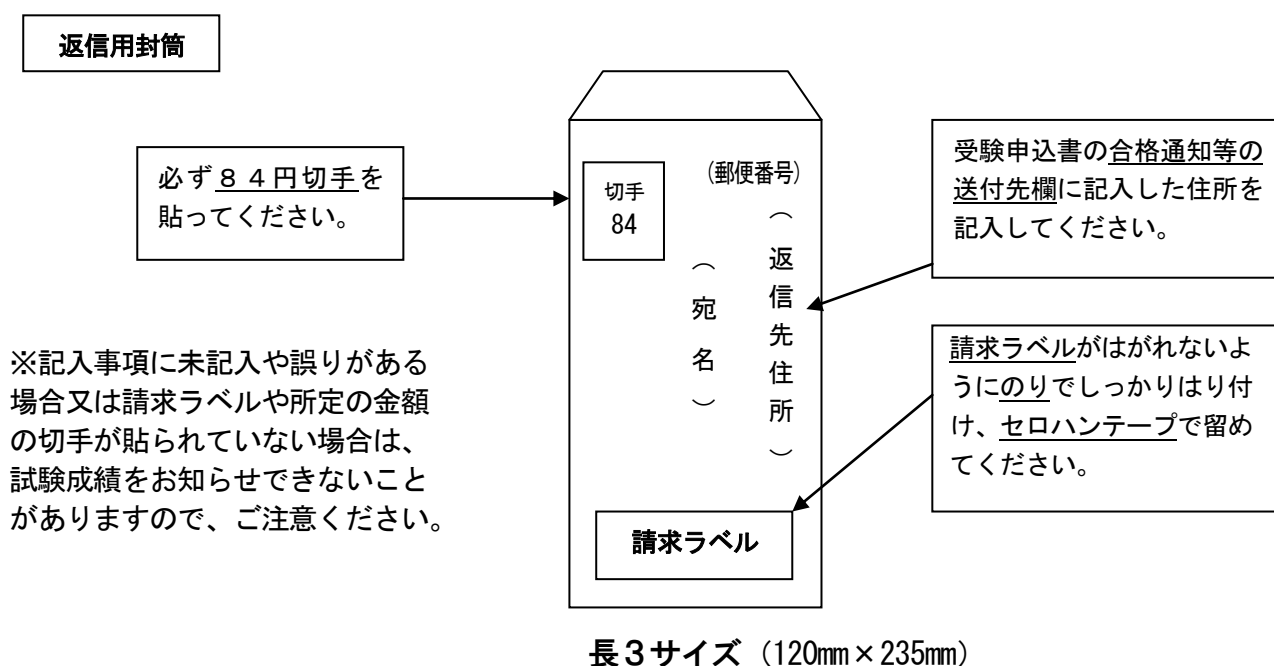 返信用封筒
必ず８４円切手を
貼ってください。
※記入事項に未記入や誤りがある
場合又は請求ラベルや所定の金額
の切手が貼られていない場合は、
試験成績をお知らせできないこと
がありますので、ご注意ください。
切手
84
(郵便番号)
（返信先住所）
（宛名）
請求ラベル
受験申込書の合格通知等の
送付先欄に記入した住所を
記入してください。
請求ラベルがはがれないよ
うにのりでしっかりはり付
け、セロハンテープで留め
てください。
長３サイズ（120㎜×235㎜）